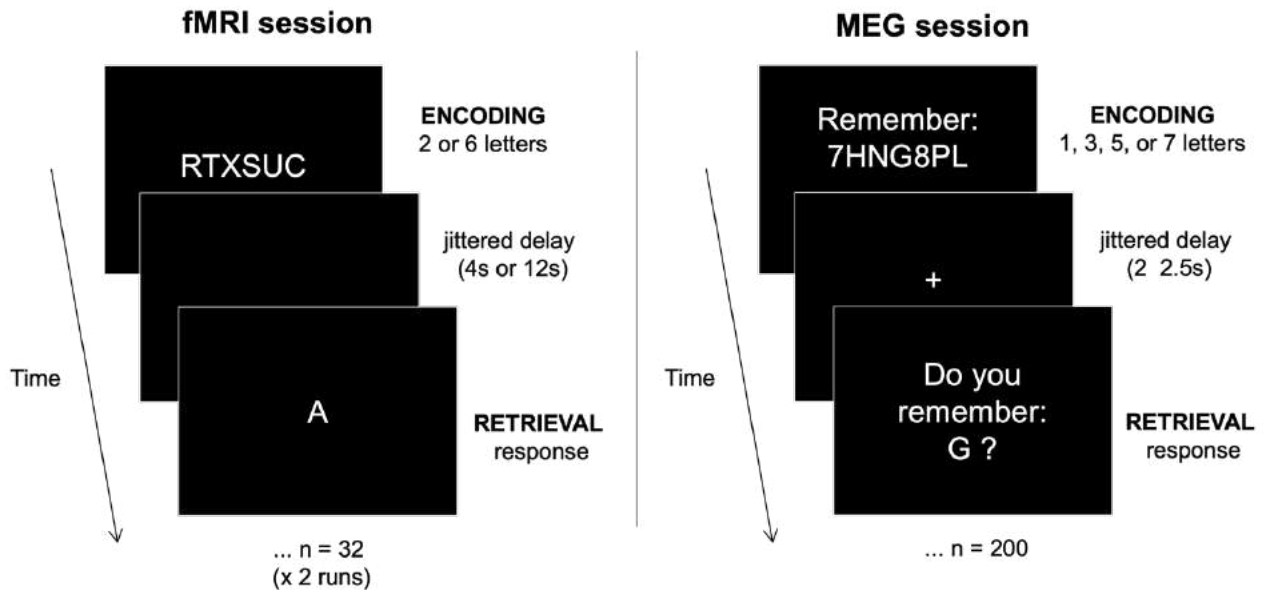 fMRI session
RTXSUC
ENCODING
2 or 6 letters
jittered delay
(4s or 12s)
A
RETRIEVAL
response
Time
... n = 32
(x 2 runs)
MEG session
Remember:
7HNG8PL
ENCODING
1, 3, 5, or 7 letters
+
jittered delay
(2 2.5s)
Do you
remember:
G ?
RETRIEVAL
response
Time
... n = 200